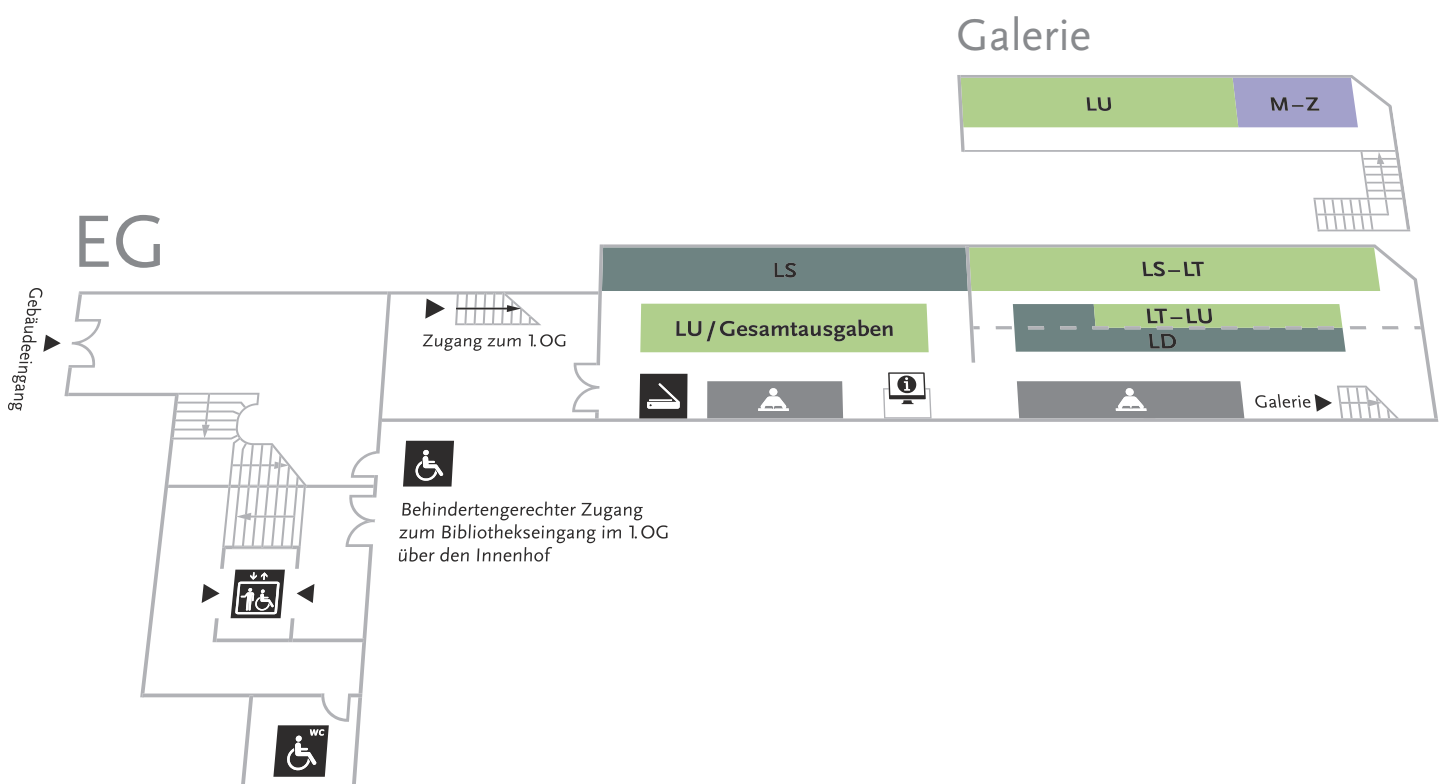 Galerie
LU
M–Z
EG
Gebäudeeingang
LS
LS–LT
Zugang zum 1.OG
LU/Gesamtausgaben
LT–LU
LD
i
Galerie
Behindertengerechter Zugang
zum Bibliothekseingang im 1.OG
über den Innenhof
WC